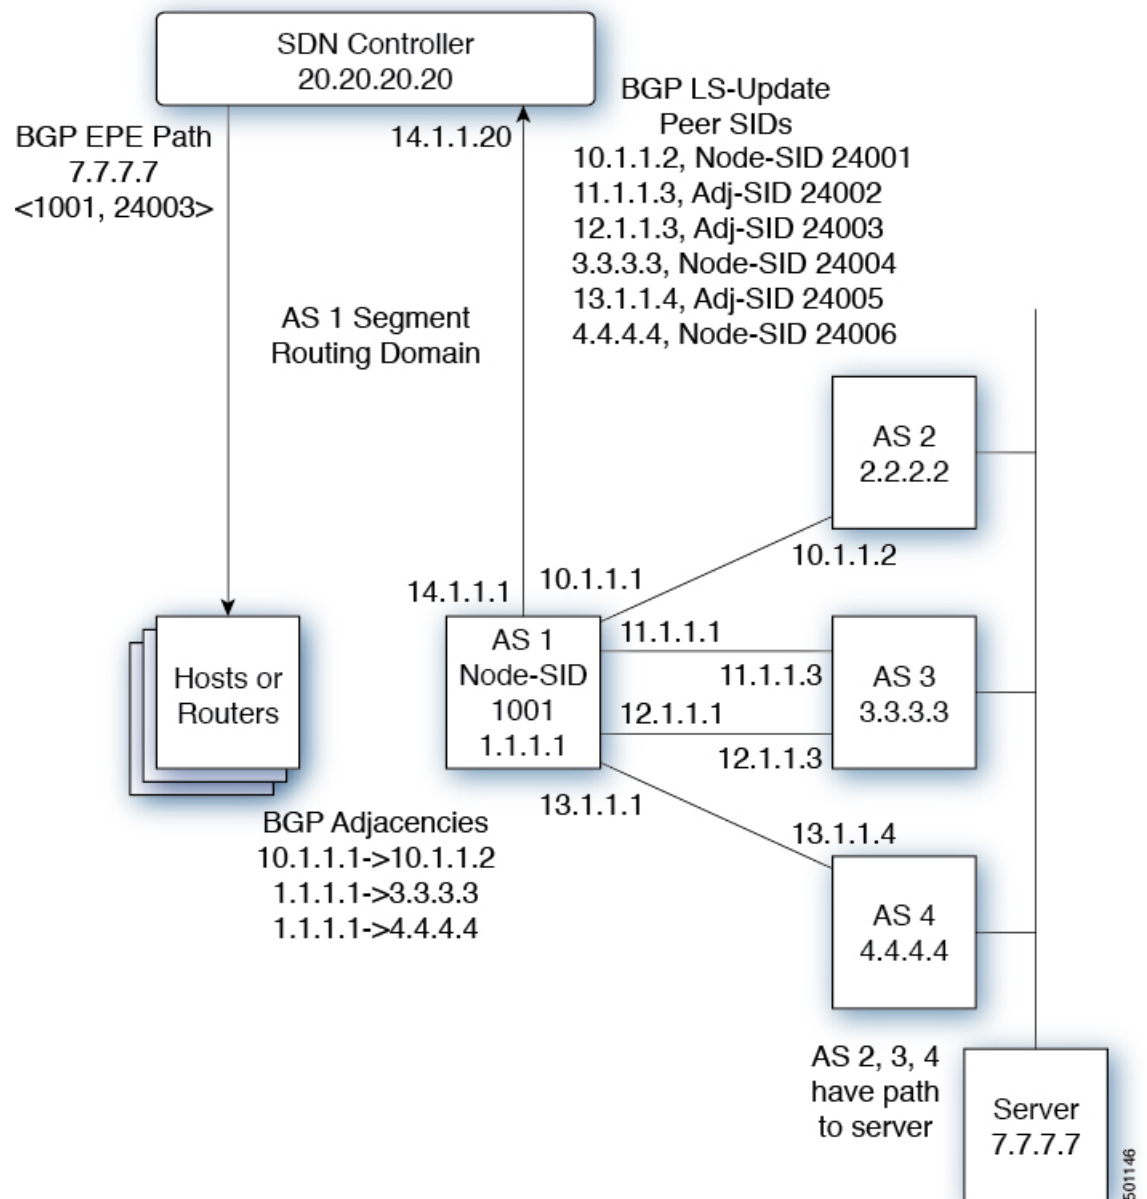 SDN Controller
20.20.20.20
BGP EPE Path
7.7.7.7
<1001, 24003>
14.1.1.20
BGP LS-Update
Peer SIDs
10.1.1.2, Node-SID 24001
11.1.1.3, Adj-SID 24002
12.1.1.3, Adj-SID 24003
3.3.3.3, Node-SID 24004
13.1.1.4, Adj-SID 24005
4.4.4.4, Node-SID 24006
AS 1 Segment
Routing Domain
AS 2
2.2.2.2
10.1.1.2
10.1.1.1
14.1.1.1
Hosts or
Routers
AS 1
Node-SID
1001
1.1.1.1
11.1.1.1
11.1.1.3
12.1.1.1
12.1.1.3
AS 3
3.3.3.3
13.1.1.1
13.1.1.4
BGP Adjacencies
10.1.1.1->10.1.1.2
1.1.1.1->3.3.3.3
1.1.1.1->4.4.4.4
AS 4
4.4.4.4
AS 2, 3, 4
have path
to server
Server
7.7.7.7